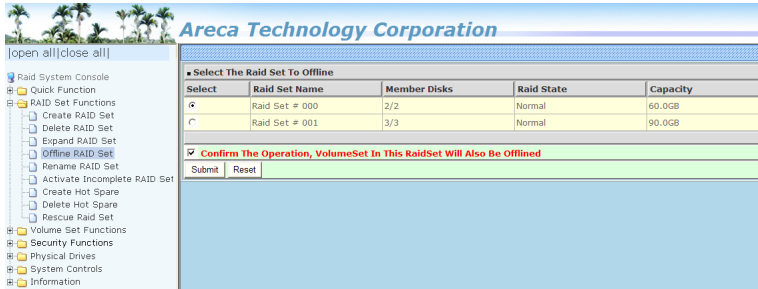 Areca Technology Corporation
|open all|close all|
Raid System Console
Quick Function
RAID Set Functions
Create RAID Set
Delete RAID Set
Expand RAID Set
Offline RAID Set
Rename RAID Set
Activate Incomplete RAID Set
Create Hot Spare
Delete Hot Spare
Rescue Raid Set
Volume Set Functions
Security Functions
Physical Drives
System Controls
Information
Select The Raid Set To Offline
Select Raid Set Name Member Disks Raid State Capacity
Raid Set # 000 2/2 Normal 60.0GB
Raid Set # 001 3/3 Normal 90.0GB
Confirm The Operation, VolumeSet In This RaidSet Will Also Be Offlined
Submit Reset